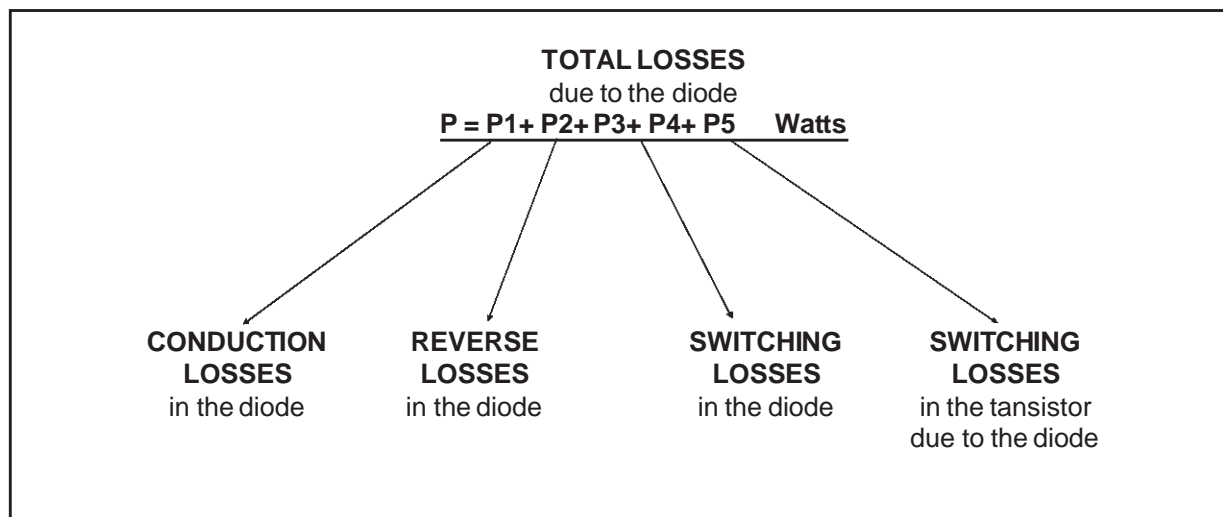 TOTAL LOSSES
due to the diode
P = P1+ P2+ P3+ P4+ P5 Watts
CONDUCTION
LOSSES
in the diode
REVERSE
LOSSES
in the diode
SWITCHING
LOSSES
in the diode
SWITCHING
LOSSES
in the tansistor
due to the diode